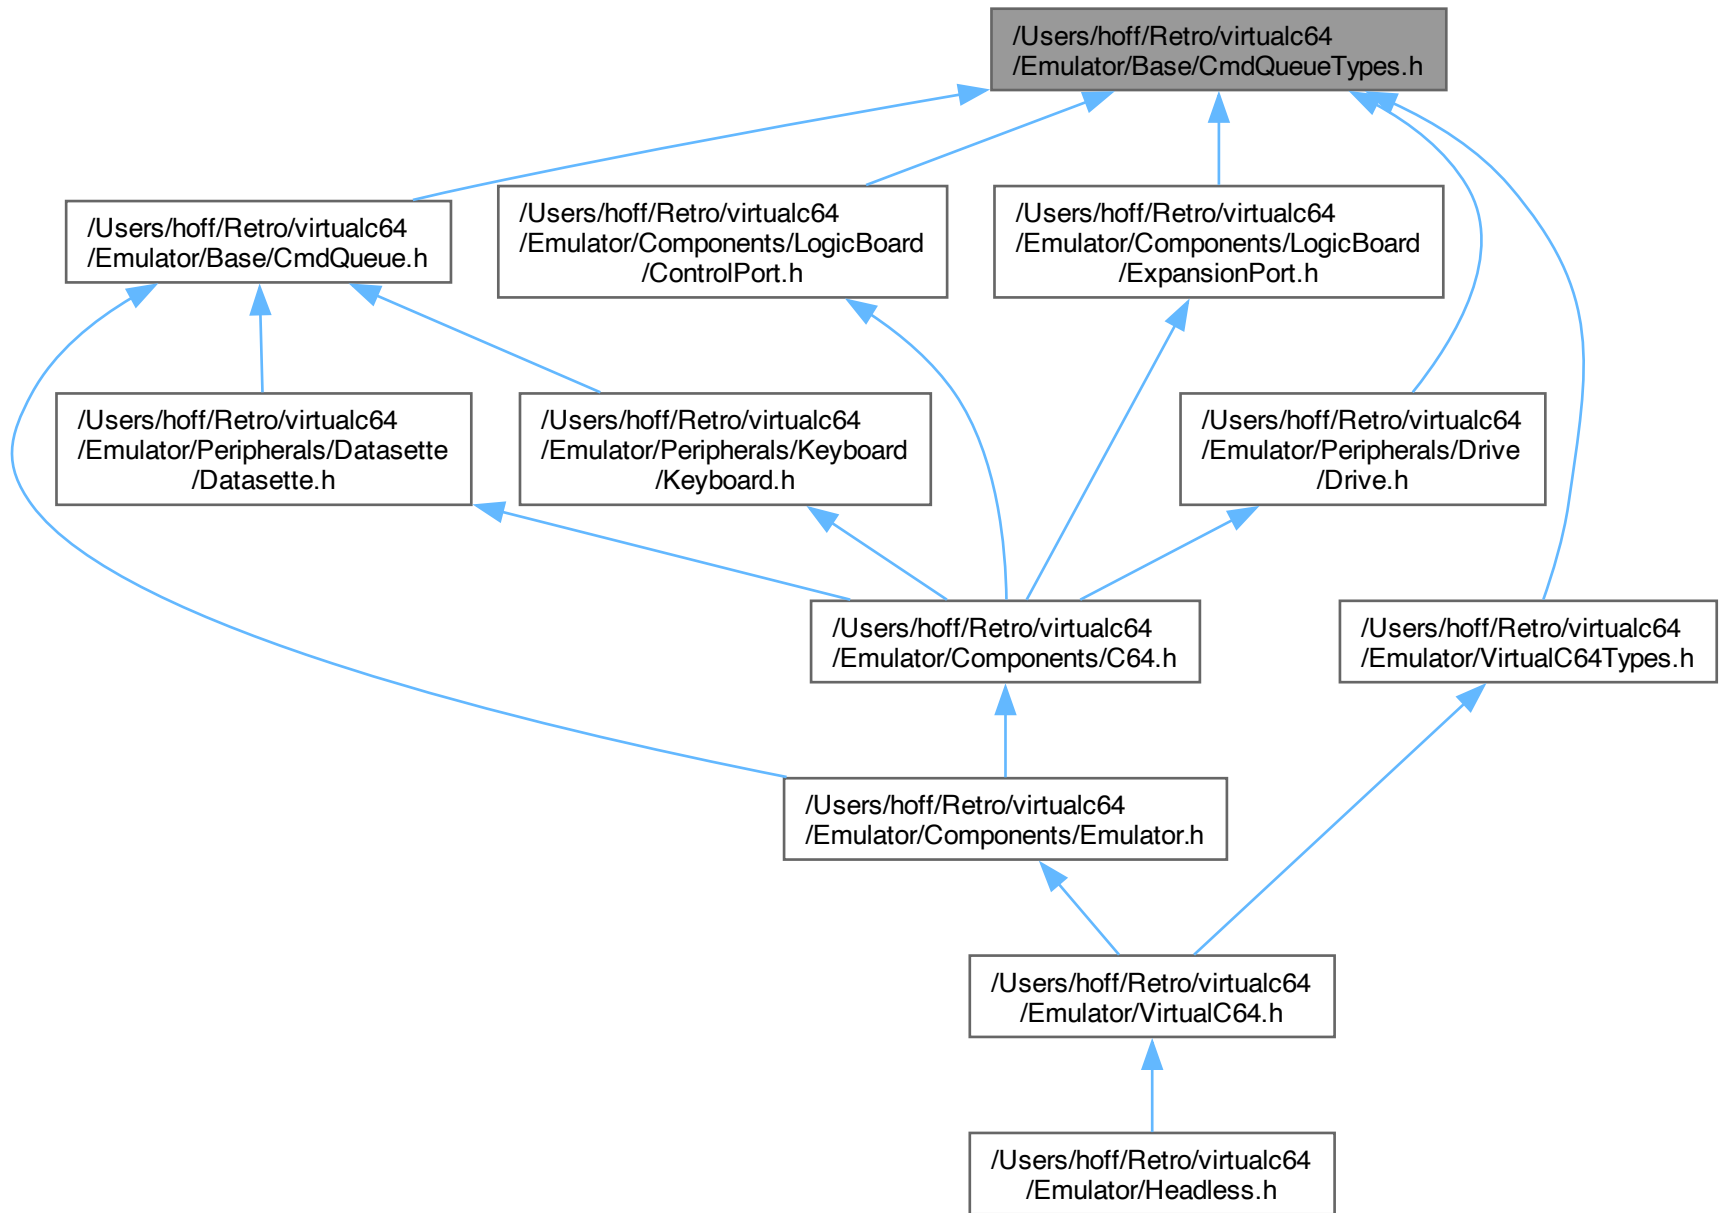 /Users/hoff/Retro/virtualc64
/Emulator/Base/CmdQueueTypes.h
/Users/hoff/Retro/virtualc64
/Emulator/Base/CmdQueue.h
/Users/hoff/Retro/virtualc64
/Emulator/Components/LogicBoard
/ControlPort.h
/Users/hoff/Retro/virtualc64
/Emulator/Components/LogicBoard
/ExpansionPort.h
/Users/hoff/Retro/virtualc64
/Emulator/Peripherals/Datasette
/Datasette.h
/Users/hoff/Retro/virtualc64
/Emulator/Peripherals/Keyboard
/Keyboard.h
/Users/hoff/Retro/virtualc64
/Emulator/Peripherals/Drive
/Drive.h
/Users/hoff/Retro/virtualc64
/Emulator/Components/C64.h
/Users/hoff/Retro/virtualc64
/Emulator/VirtualC64Types.h
/Users/hoff/Retro/virtualc64
/Emulator/Components/Emulator.h
/Users/hoff/Retro/virtualc64
/Emulator/VirtualC64.h
/Users/hoff/Retro/virtualc64
/Emulator/Headless.h